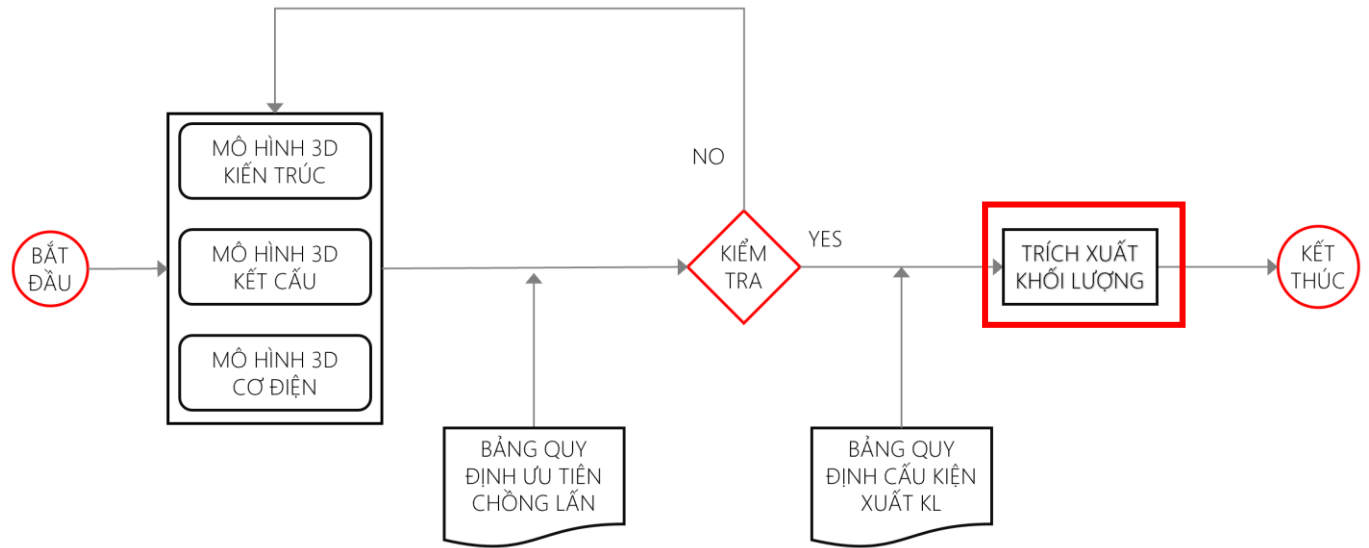 BẮT
ĐẦU
MÔ HÌNH 3D
KIẾN TRÚC
MÔ HÌNH 3D
KẾT CẤU
MÔ HÌNH 3D
CƠ ĐIỆN
BẢNG QUY
ĐỊNH ƯU TIÊN
CHỒNG LẤN
NO
KIỂM
TRA
YES
BẢNG QUY
ĐỊNH CẤU KIỆN
XUẤT KL
TRÍCH XUẤT
KHỐI LƯỢNG
KẾT
THÚC